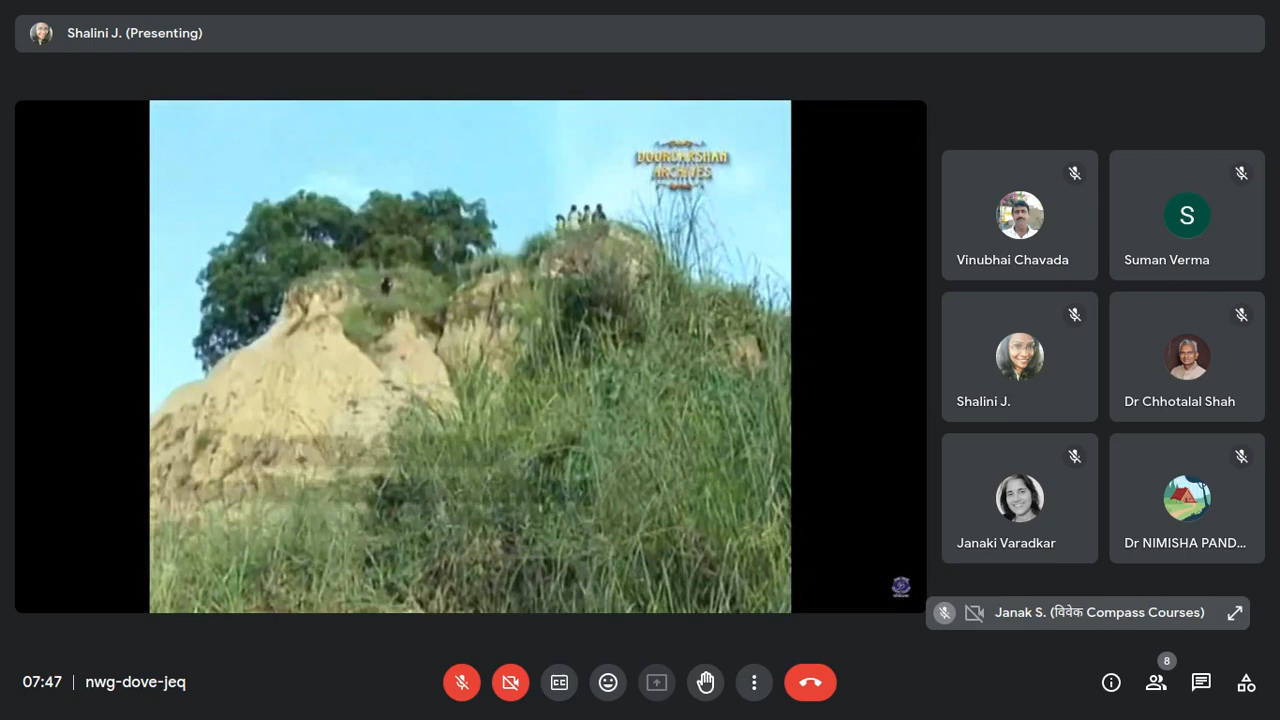 Shalini J. (Presenting)
DOORDARSHAN
ARCHIVES
Vinubhai Chavada
S
Suman Verma
Shalini J.
Dr Chhotalal Shah
Janaki Varadkar
Dr NIMISHA PAND...
Janak S. (विवेक Compass Courses)
8
07:47 | nwg-dove-jeq
CC